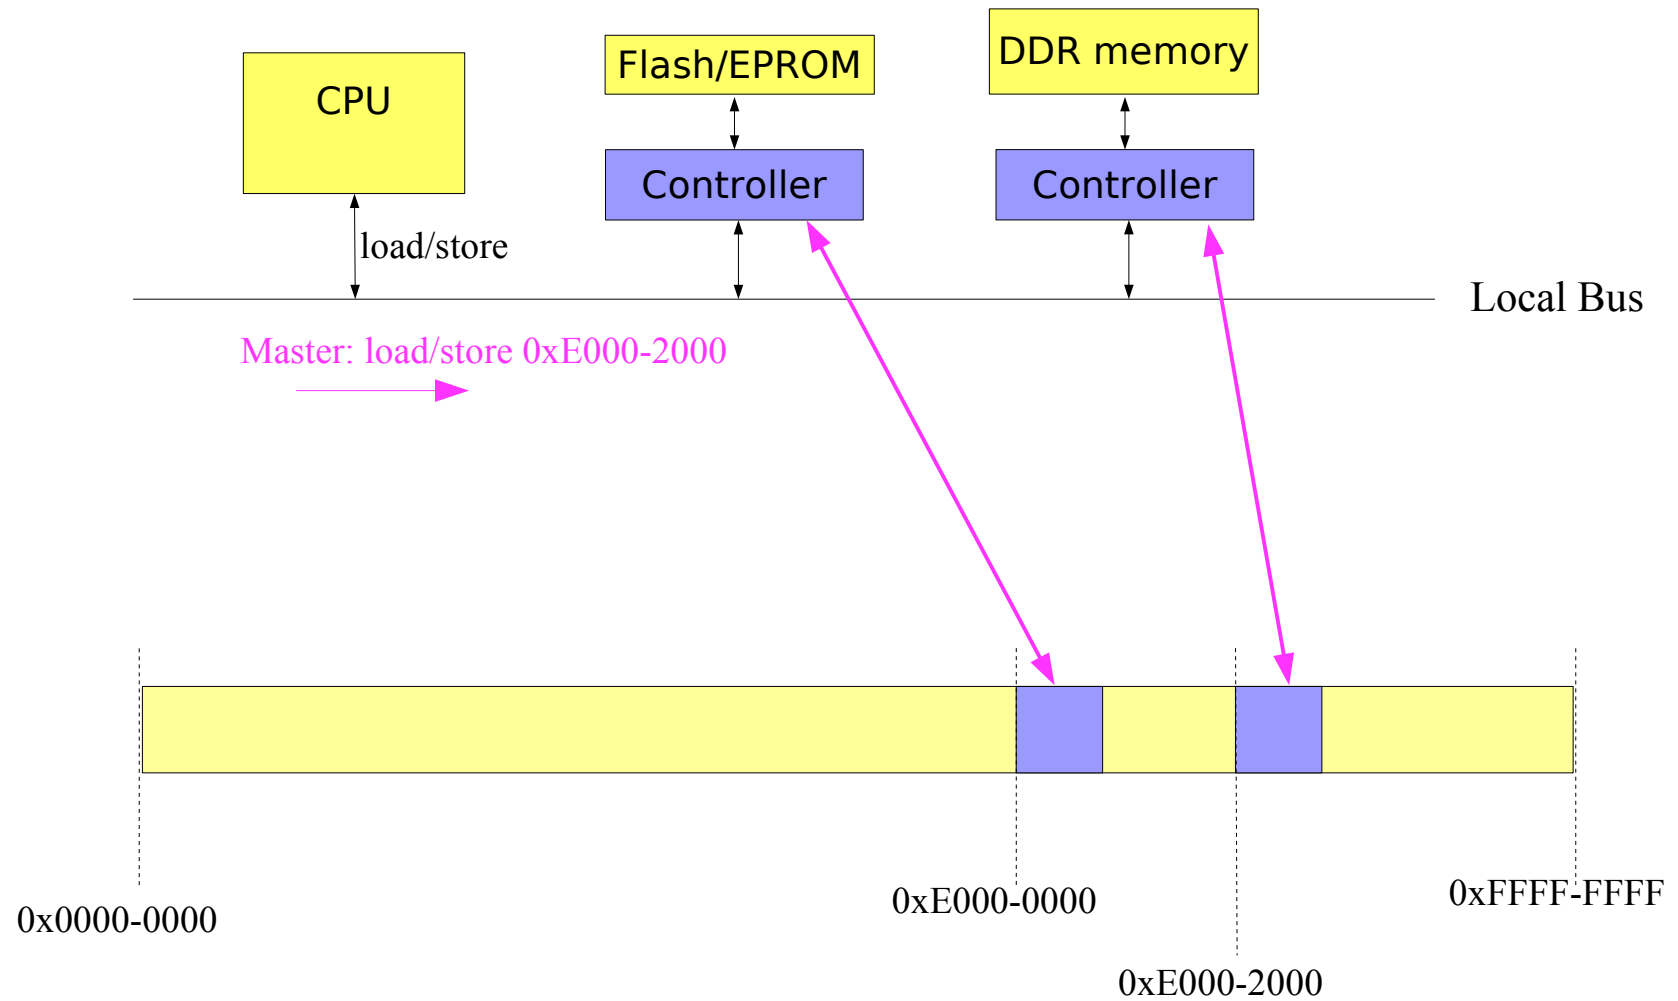 CPU
Flash/EPROM
DDR memory
Controller
Controller
load/store
Local Bus
Master: load/store 0xE000-2000
0x0000-0000
0xE000-0000
0xFFFF-FFFF
0xE000-2000